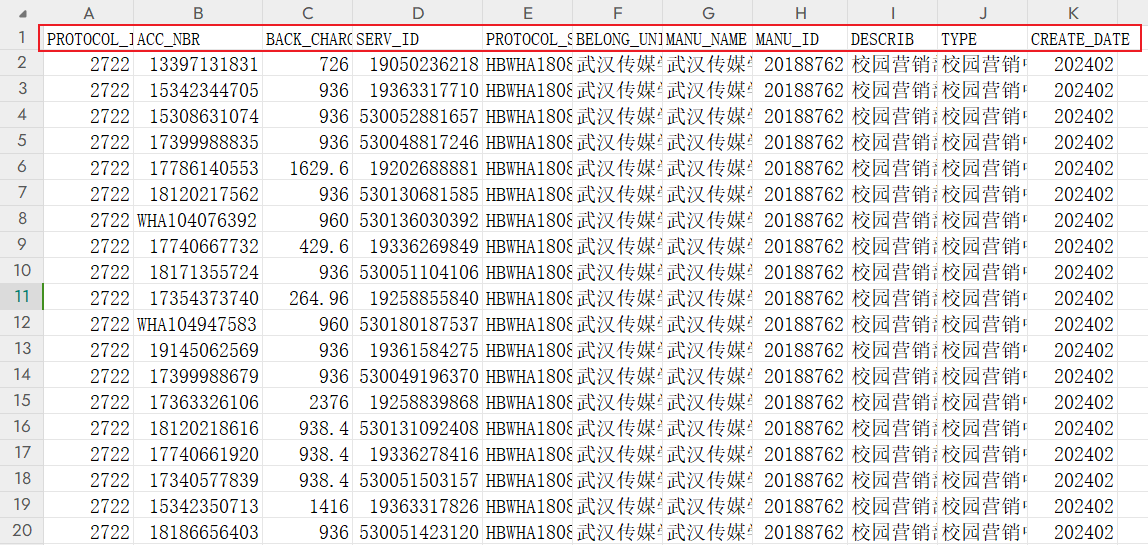 A B C D E F G H I J K
1 PROTOCOL_I ACC_NBR BACK_CHARG SERV_ID PROTOCOL_S BELONG_UNI MANU_NAME MANU_ID DESCRIB TYPE CREATE_DATE
2 2722 13397131831 726 19050236218 HBWHA1808 武汉传媒 武汉传媒 20188762 校园营销 校园营销 202402
3 2722 15342344705 936 19363317710 HBWHA1808 武汉传媒 武汉传媒 20188762 校园营销 校园营销 202402
4 2722 15308631074 936 530052881657 HBWHA1808 武汉传媒 武汉传媒 20188762 校园营销 校园营销 202402
5 2722 17399988835 936 530048817246 HBWHA1808 武汉传媒 武汉传媒 20188762 校园营销 校园营销 202402
6 2722 17786140553 1629.6 19202688881 HBWHA1808 武汉传媒 武汉传媒 20188762 校园营销 校园营销 202402
7 2722 18120217562 936 530130681585 HBWHA1808 武汉传媒 武汉传媒 20188762 校园营销 校园营销 202402
8 2722 WHA104076392 960 530136030392 HBWHA1808 武汉传媒 武汉传媒 20188762 校园营销 校园营销 202402
9 2722 17740667732 429.6 19336269849 HBWHA1808 武汉传媒 武汉传媒 20188762 校园营销 校园营销 202402
10 2722 18171355724 936 530051104106 HBWHA1808 武汉传媒 武汉传媒 20188762 校园营销 校园营销 202402
11 2722 17354373740 264.96 19258855840 HBWHA1808 武汉传媒 武汉传媒 20188762 校园营销 校园营销 202402
12 2722 WHA104947583 960 530180187537 HBWHA1808 武汉传媒 武汉传媒 20188762 校园营销 校园营销 202402
13 2722 19145062569 936 19361584275 HBWHA1808 武汉传媒 武汉传媒 20188762 校园营销 校园营销 202402
14 2722 17399988679 936 530049196370 HBWHA1808 武汉传媒 武汉传媒 20188762 校园营销 校园营销 202402
15 2722 17363326106 2376 19258839868 HBWHA1808 武汉传媒 武汉传媒 20188762 校园营销 校园营销 202402
16 2722 18120218616 938.4 530131092408 HBWHA1808 武汉传媒 武汉传媒 20188762 校园营销 校园营销 202402
17 2722 17740661920 938.4 19336278416 HBWHA1808 武汉传媒 武汉传媒 20188762 校园营销 校园营销 202402
18 2722 17340577839 938.4 530051503157 HBWHA1808 武汉传媒 武汉传媒 20188762 校园营销 校园营销 202402
19 2722 15342350713 1416 19363317826 HBWHA1808 武汉传媒 武汉传媒 20188762 校园营销 校园营销 202402
20 2722 18186656403 936 530051423120 HBWHA1808 武汉传媒 武汉传媒 20188762 校园营销 校园营销 202402